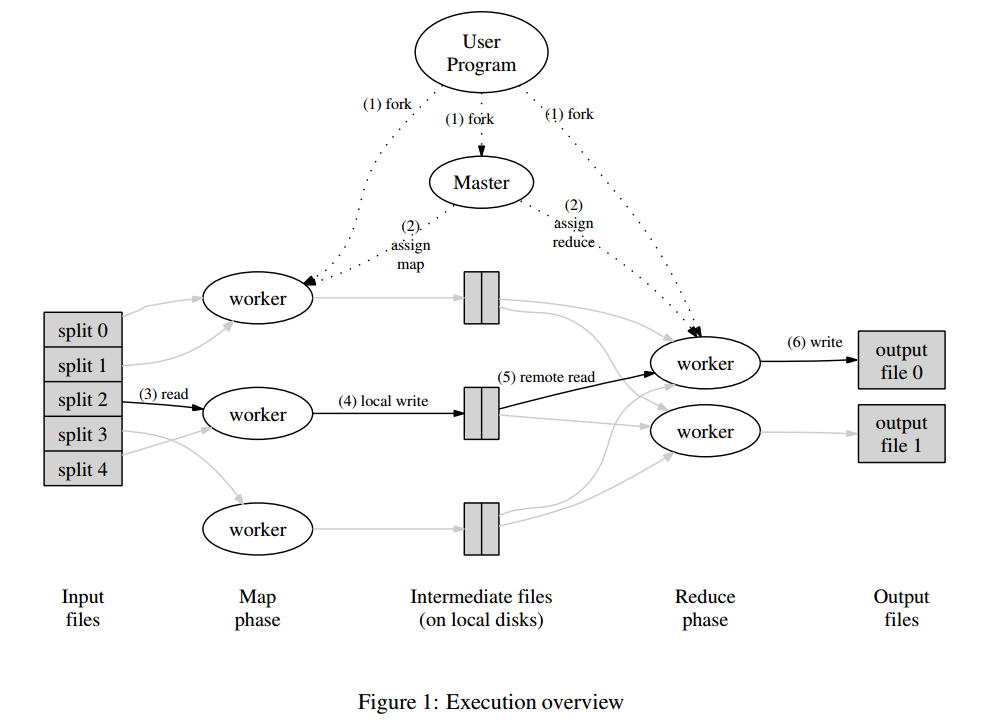 User
Program
(1) fork
(1) fork
(1) fork
Master
(2)
assign
map
(2)
assign
reduce
worker
split 0
split 1
split 2
split 3
split 4
(3) read
worker
(4) local write
(5) remote read
worker
(6) write
output
file 0
worker
output
file 1
worker
Input
files
Map
phase
Intermediate files
(on local disks)
Reduce
phase
Output
files
Figure 1: Execution overview